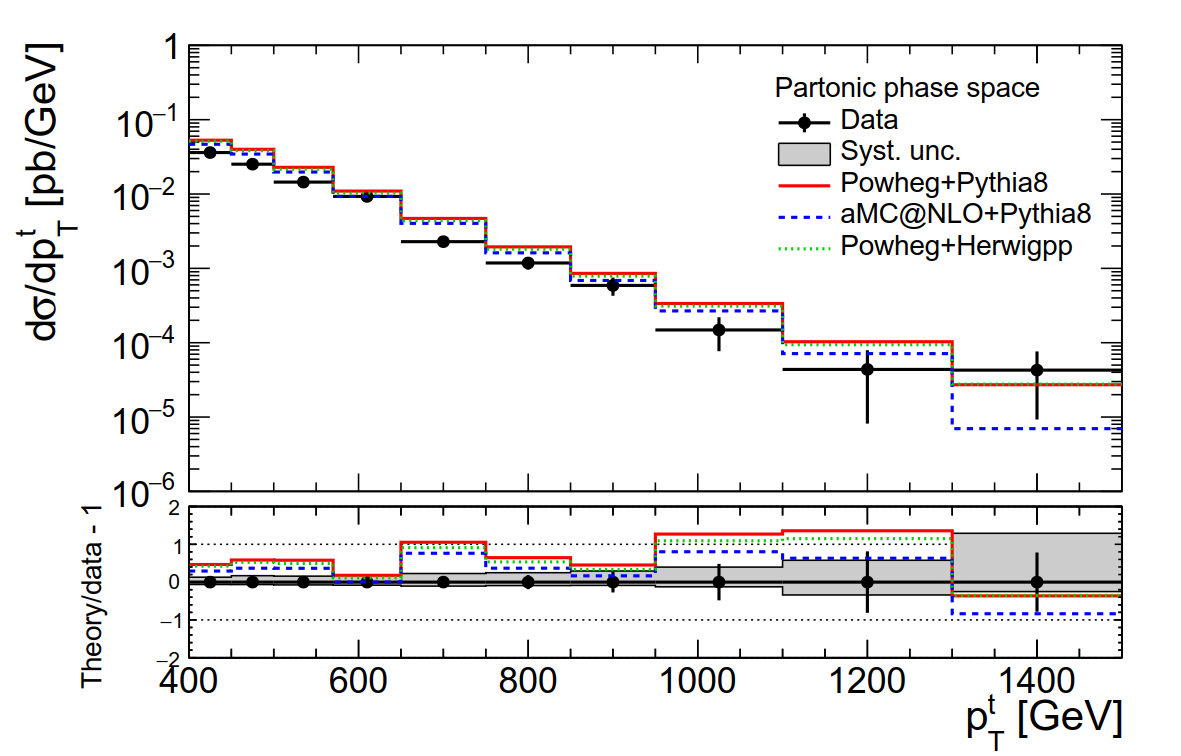 dσ/dp_T^t [pb/GeV]
1
10⁻¹
10⁻²
10⁻³
10⁻⁴
10⁻⁵
10⁻⁶
Partonic phase space
Data
Syst. unc.
Powheg+Pythia8
aMC@NLO+Pythia8
Powheg+Herwigpp
Theory/data - 1
2
1
0
−1
−2
400 600 800 1000 1200 1400
p_T^t [GeV]